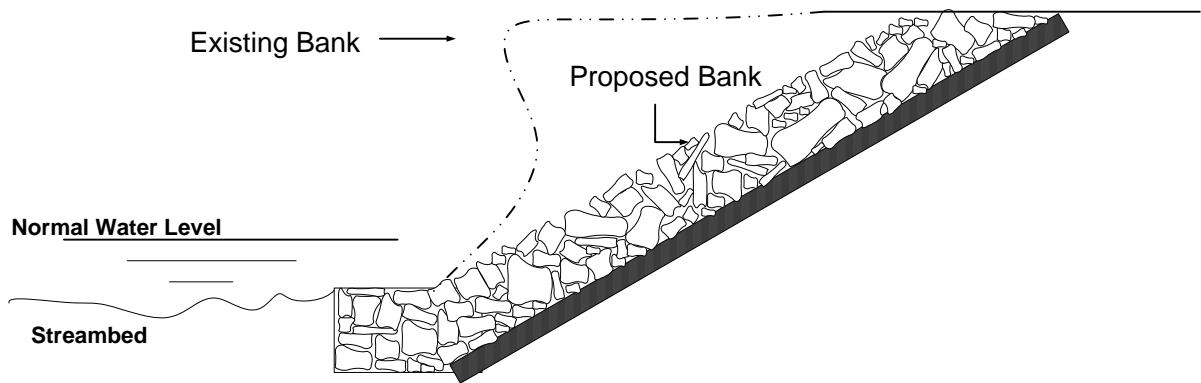 Existing Bank
Proposed Bank
Normal Water Level
Streambed